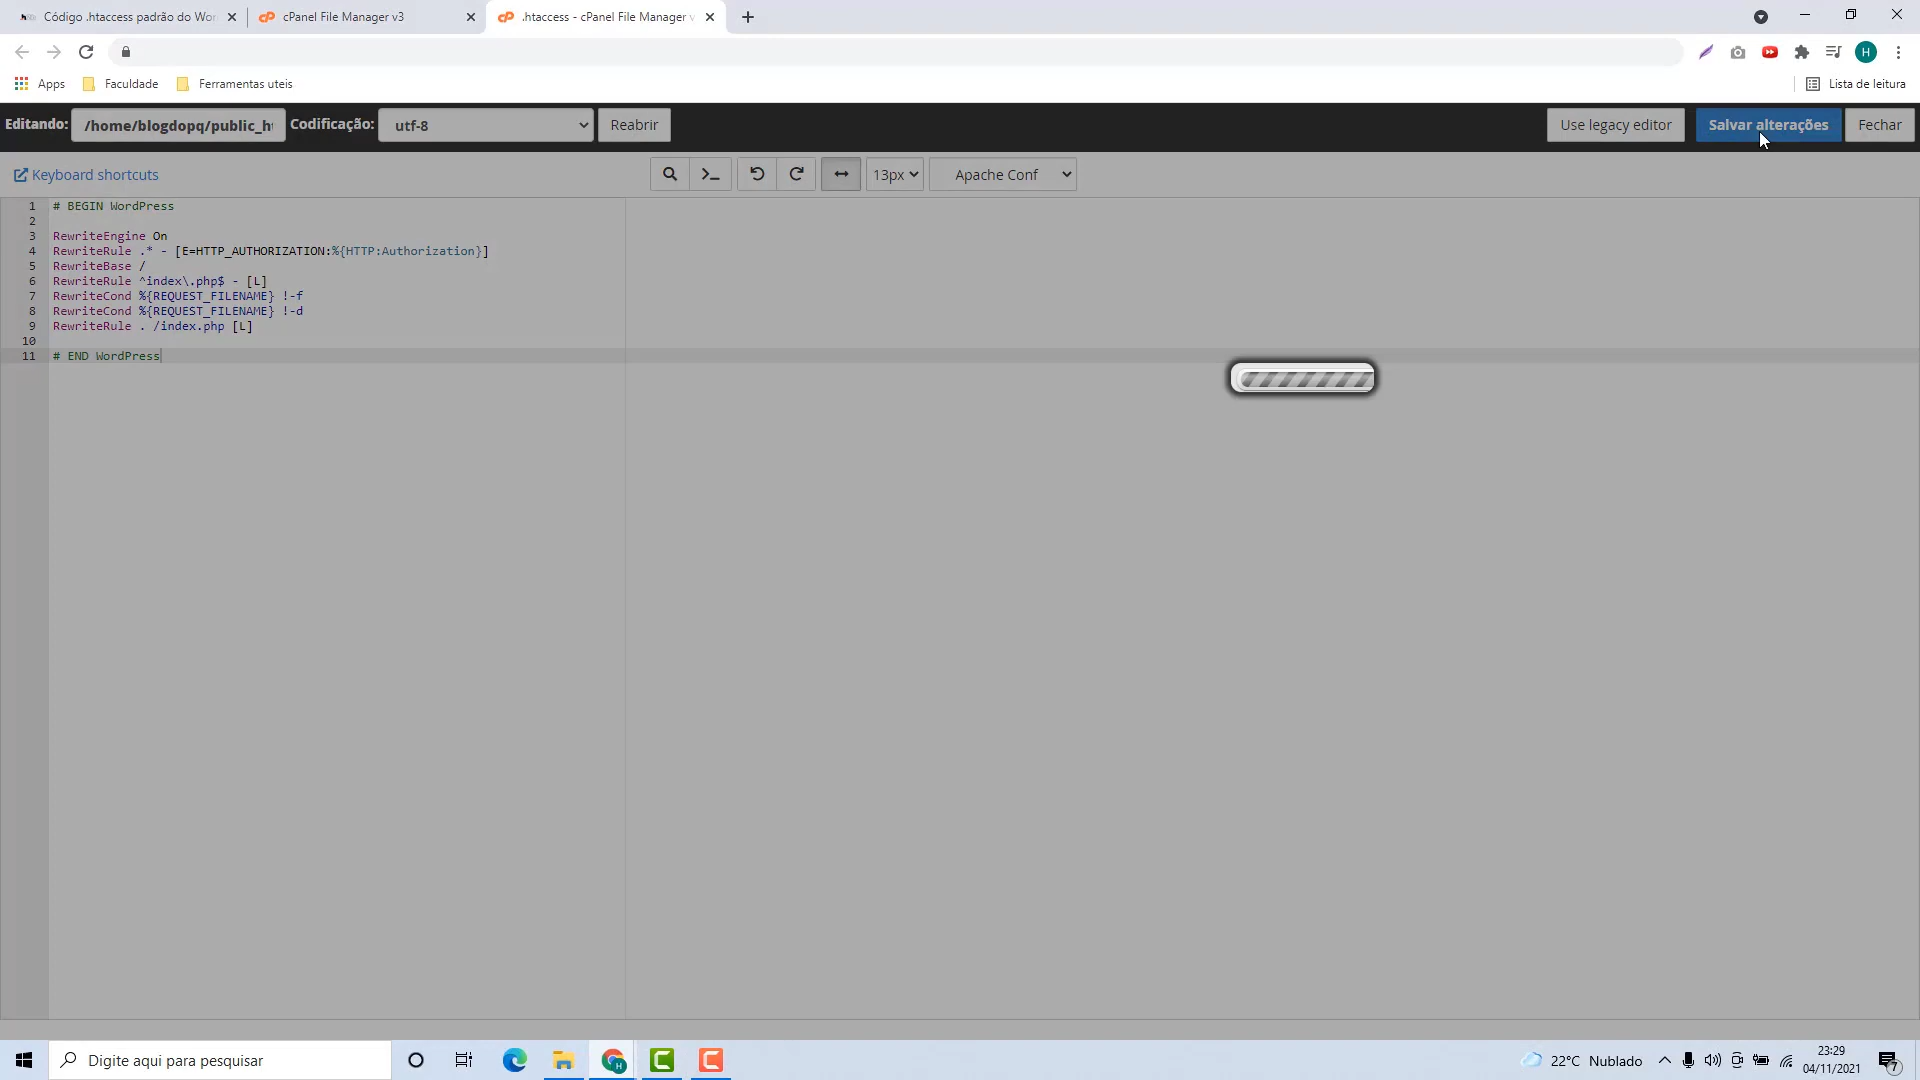 Código .htaccess padrão do Wor
cPanel File Manager v3
.htaccess - cPanel File Manager v
H
Apps
Faculdade
Ferramentas uteis
Lista de leitura
Editando:
/home/blogdopq/public_ht
Codificação:
utf-8
Reabrir
Use legacy editor
Salvar alterações
Fechar
Keyboard shortcuts
13px
Apache Conf
1 # BEGIN WordPress
2
3 RewriteEngine On
4 RewriteRule .* - [E=HTTP_AUTHORIZATION:%{HTTP:Authorization}]
5 RewriteBase /
6 RewriteRule ^index\.php$ - [L]
7 RewriteCond %{REQUEST_FILENAME} !-f
8 RewriteCond %{REQUEST_FILENAME} !-d
9 RewriteRule . /index.php [L]
10
11 # END WordPress
Digite aqui para pesquisar
22°C Nublado
23:29
04/11/2021
7